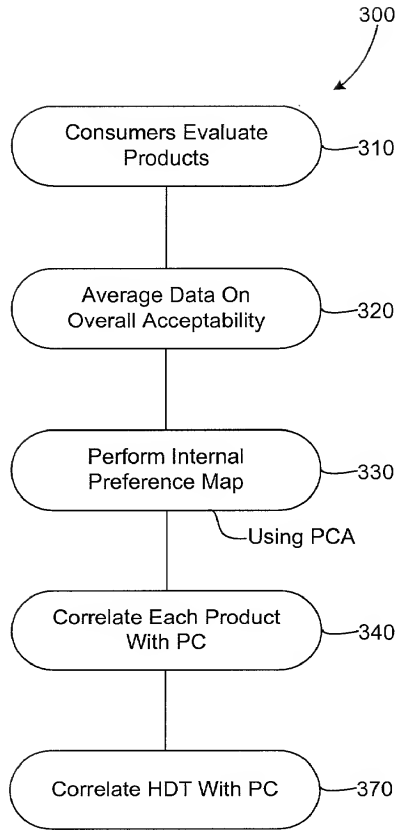 300
Consumers Evaluate
Products
310
Average Data On
Overall Acceptability
320
Perform Internal
Preference Map
330
Using PCA
Correlate Each Product
With PC
340
Correlate HDT With PC
370